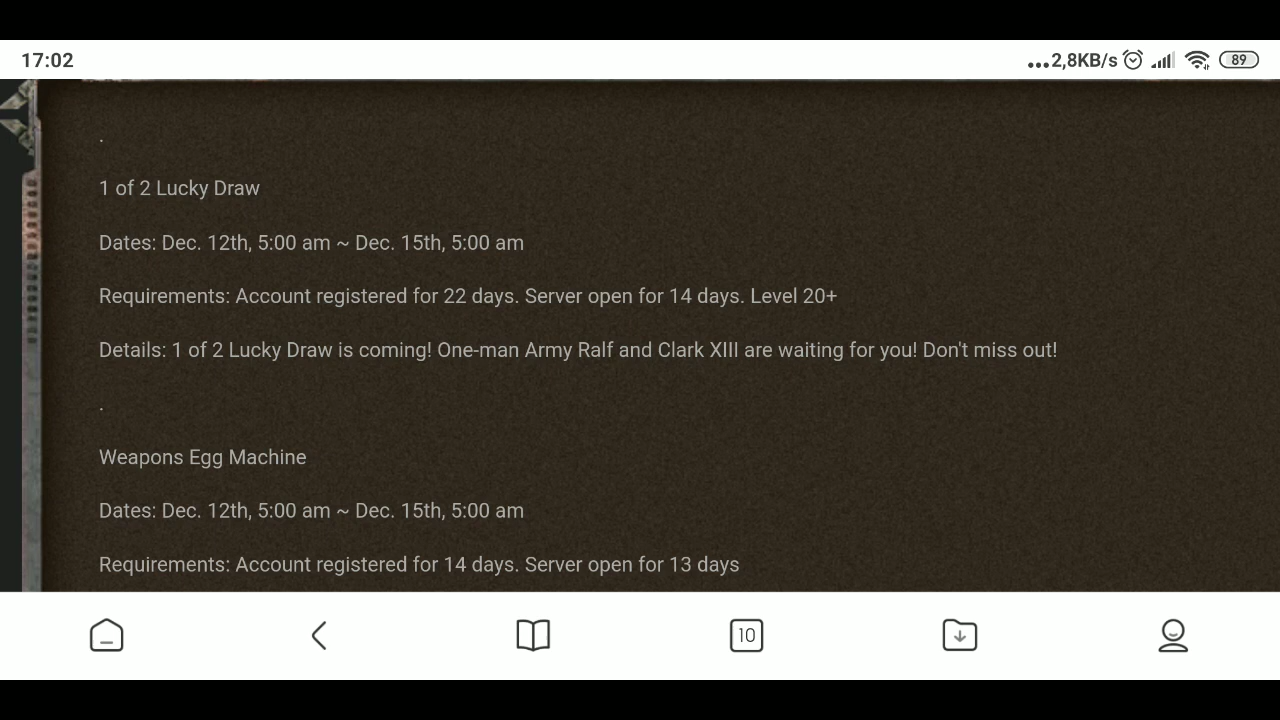 17:02
...2,8KB/s
89
.
1 of 2 Lucky Draw
Dates: Dec. 12th, 5:00 am ~ Dec. 15th, 5:00 am
Requirements: Account registered for 22 days. Server open for 14 days. Level 20+
Details: 1 of 2 Lucky Draw is coming! One-man Army Ralf and Clark XIII are waiting for you! Don't miss out!
.
Weapons Egg Machine
Dates: Dec. 12th, 5:00 am ~ Dec. 15th, 5:00 am
Requirements: Account registered for 14 days. Server open for 13 days
10